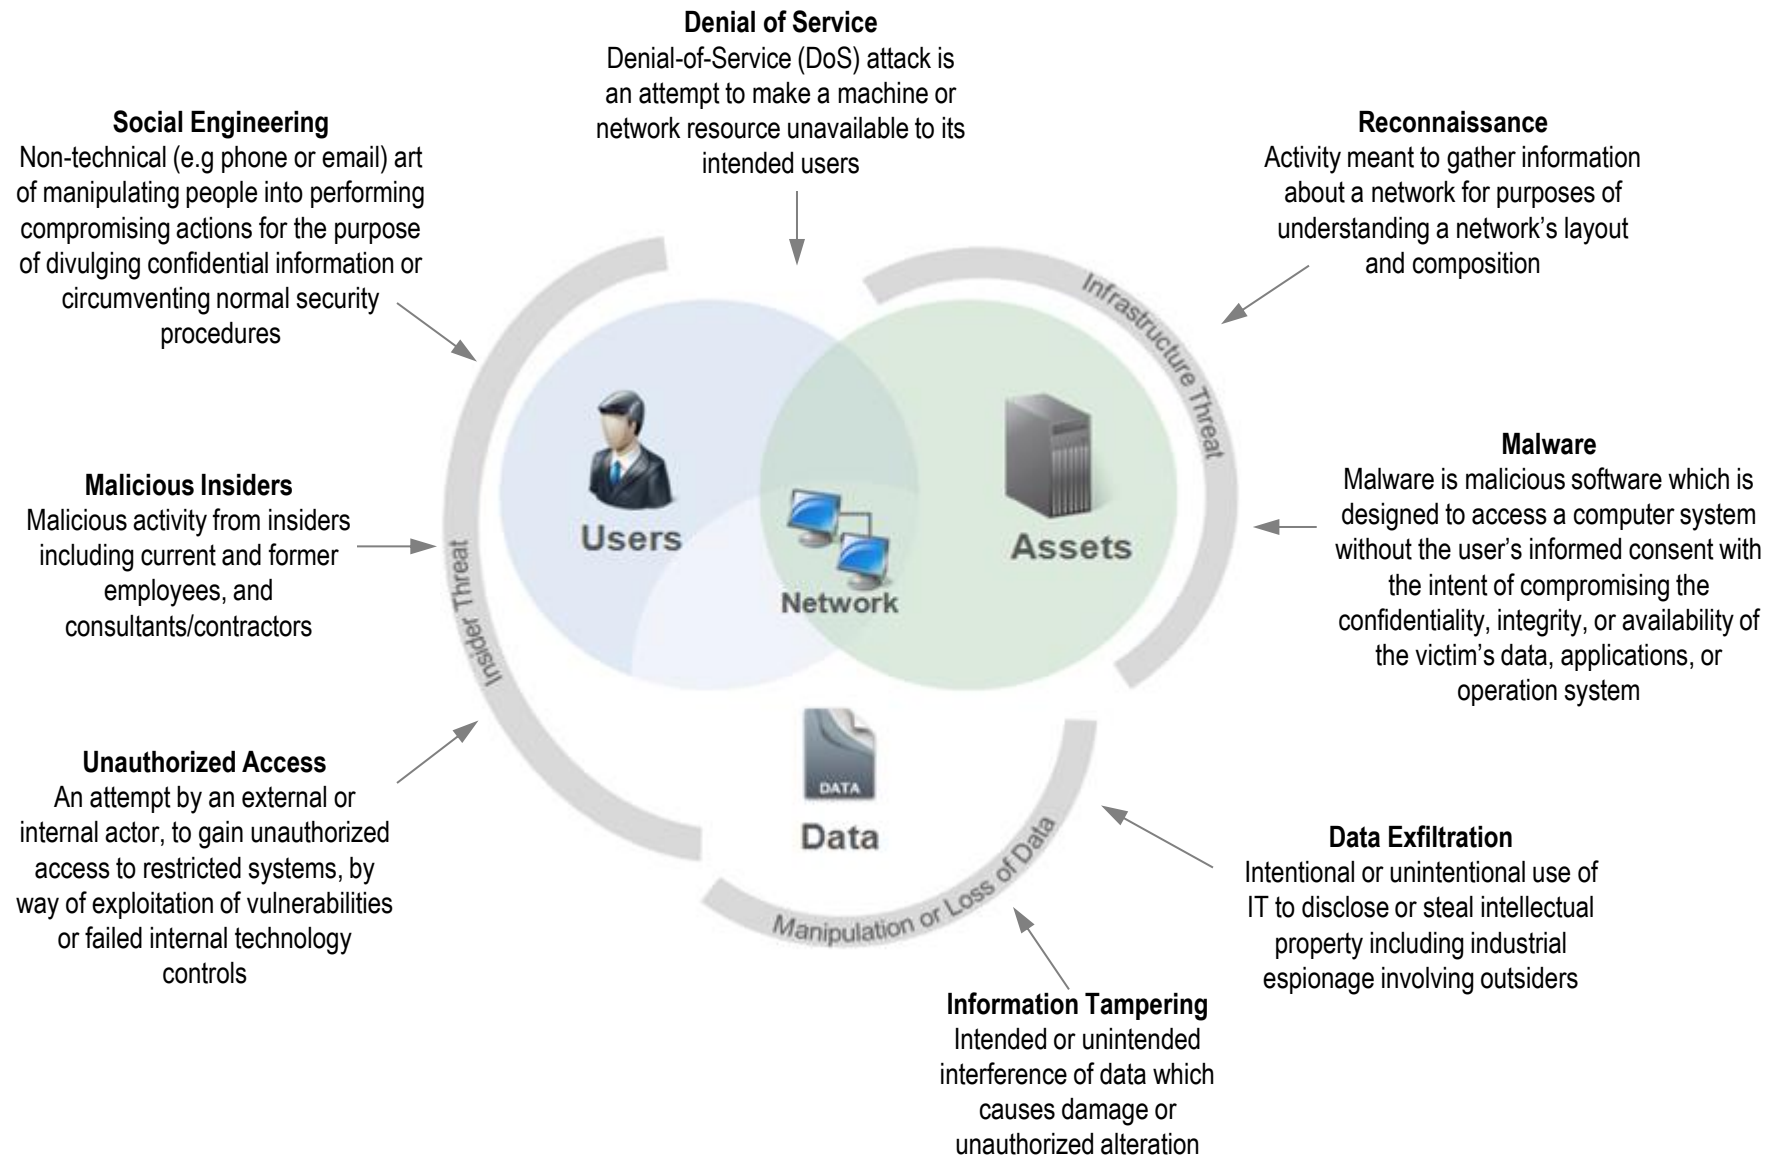 Denial of Service
Denial-of-Service (DoS) attack is
an attempt to make a machine or
network resource unavailable to its
intended users
Social Engineering
Non-technical (e.g phone or email) art
of manipulating people into performing
compromising actions for the purpose
of divulging confidential information or
circumventing normal security
procedures
Reconnaissance
Activity meant to gather information
about a network for purposes of
understanding a network’s layout
and composition
Infrastructure Threat
Users
Assets
Network
Malicious Insiders
Malicious activity from insiders
including current and former
employees, and
consultants/contractors
Insider Threat
Malware
Malware is malicious software which is
designed to access a computer system
without the user’s informed consent with
the intent of compromising the
confidentiality, integrity, or availability of
the victim’s data, applications, or
operation system
Unauthorized Access
An attempt by an external or
internal actor, to gain unauthorized
access to restricted systems, by
way of exploitation of vulnerabilities
or failed internal technology
controls
DATA
Data
Manipulation or Loss of Data
Data Exfiltration
Intentional or unintentional use of
IT to disclose or steal intellectual
property including industrial
espionage involving outsiders
Information Tampering
Intended or unintended
interference of data which
causes damage or
unauthorized alteration